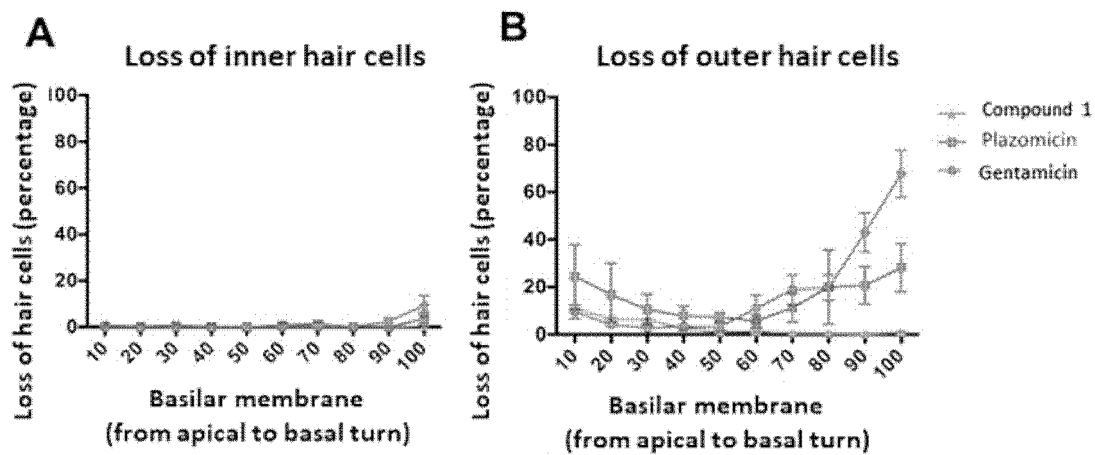 A
Loss of inner hair cells
Loss of hair cells (percentage)
100
80
60
40
20
0
10 20 30 40 50 60 70 80 90 100
Basilar membrane
(from apical to basal turn)
B
Loss of outer hair cells
Loss of hair cells (percentage)
100
80
60
40
20
0
10 20 30 40 50 60 70 80 90 100
Basilar membrane
(from apical to basal turn)
Compound 1
Plazomicin
Gentamicin